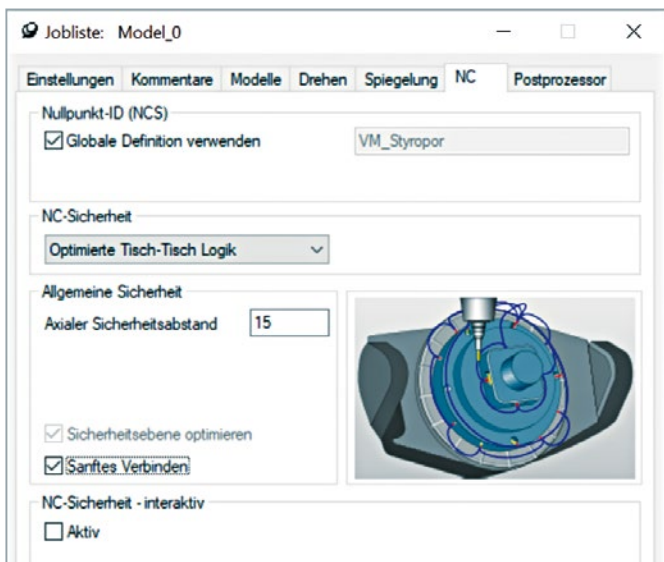 Jobliste: Model_0
Einstellungen Kommentare Modelle Drehen Spiegelung NC Postprozessor
Nullpunkt-ID (NCS)
Globale Definition verwenden VM_Styropor
NC-Sicherheit
Optimierte Tisch-Tisch Logik
Allgemeine Sicherheit
Axialer Sicherheitsabstand 15
Sicherheitsebene optimieren
Sanftes Verbinden
NC-Sicherheit - interaktiv
Aktiv